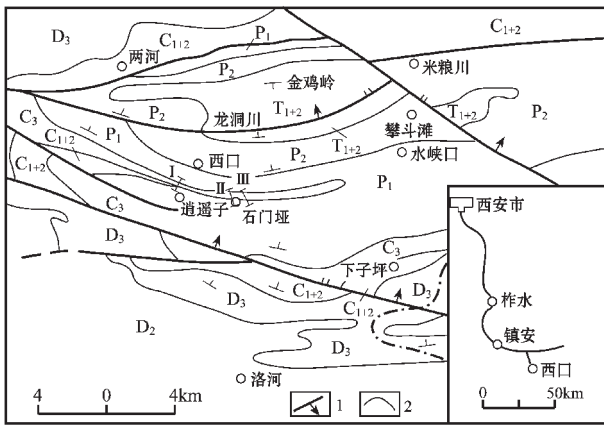 D₃
C₁₊₂
P₁
C₁₊₂
两河
P₂
米粮川
金鸡岭
C₃
P₂
龙洞川
T₁₊₂
T₁₊₂
P₂
P₁
攀斗滩
C₁₊₂
T₁₊₂
西口
P₂
水峡口
C₁₊₂
I
III
II
P₁
C₃
逍遥子
石门垭
D₃
C₃
下子坪
D₃
C₁₊₂
C₁₊₂
D₃
D₂
D₃
洛河
4 0 4km
1
2
西安市
柞水
镇安
西口
0 50km